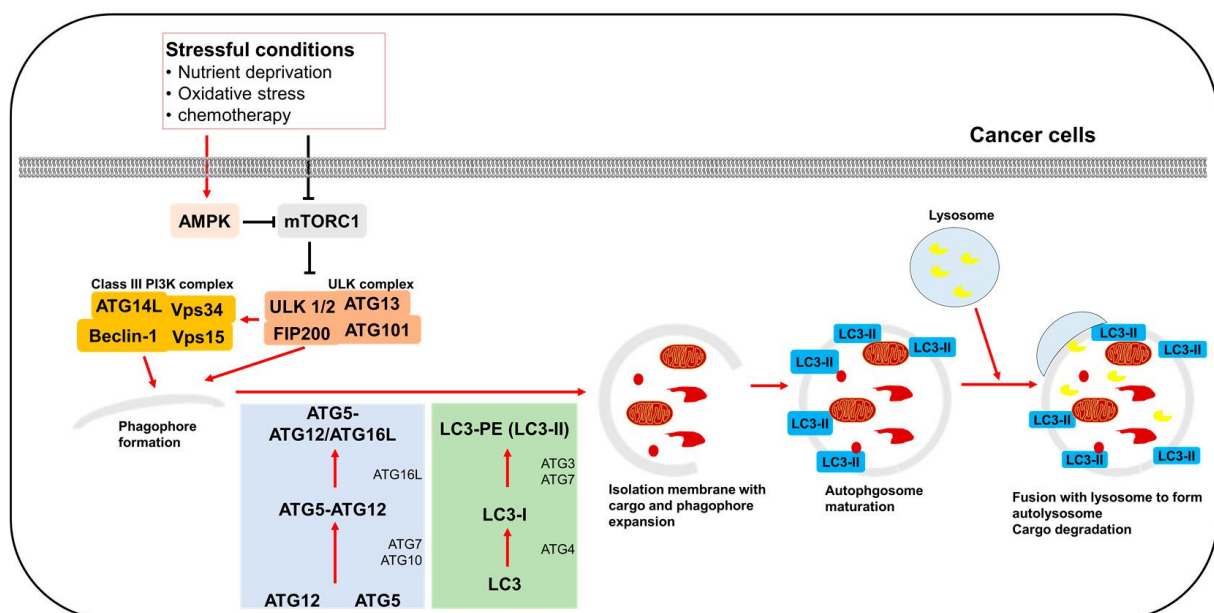 Stressful conditions
• Nutrient deprivation
• Oxidative stress
• chemotherapy
Cancer cells
AMPK
mTORC1
Lysosome
Class III PI3K complex
ATG14L
Vps34
Beclin-1
Vps15
ULK complex
ULK 1/2
ATG13
FIP200
ATG101
Phagophore
formation
ATG5-
ATG12/ATG16L
ATG16L
ATG5-ATG12
ATG7
ATG10
ATG12
ATG5
LC3-PE (LC3-II)
ATG3
ATG7
LC3-I
ATG4
LC3
Isolation membrane with
cargo and phagophore
expansion
LC3-II
LC3-II
LC3-II
LC3-II
LC3-II
Autophgosome
maturation
LC3-II
LC3-II
LC3-II
LC3-II
LC3-II
Fusion with lysosome to form
autolysosome
Cargo degradation